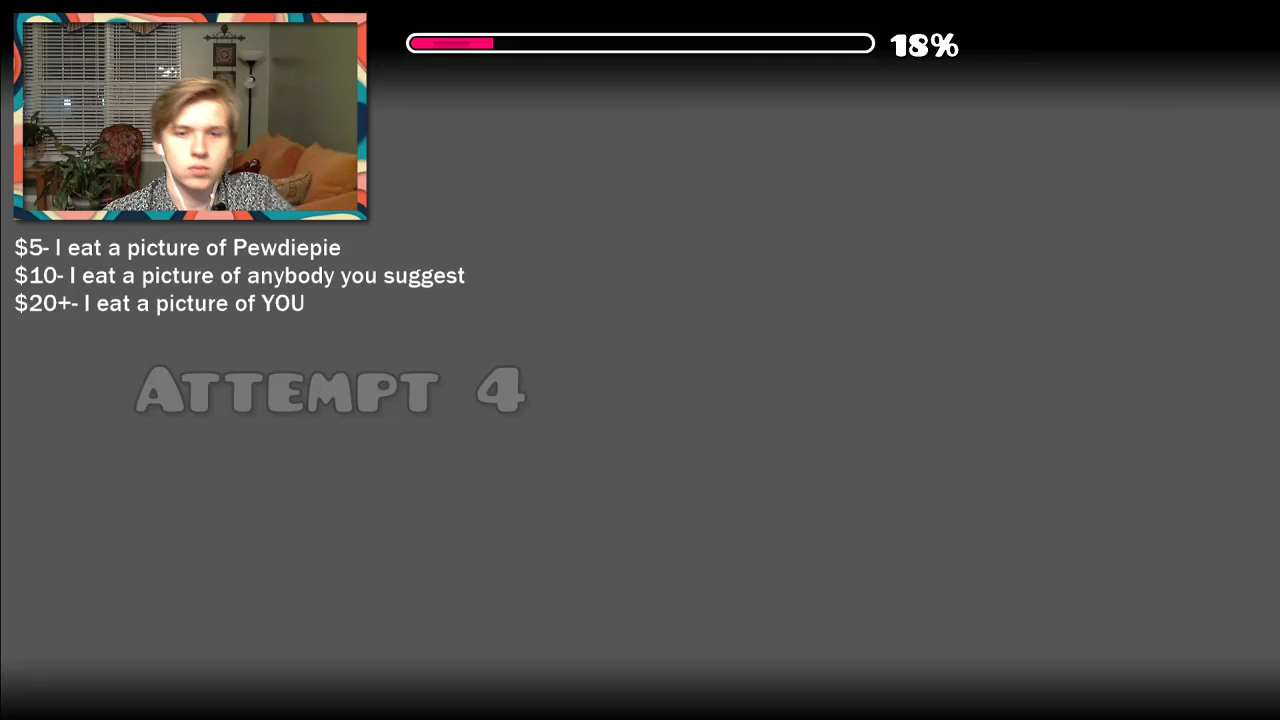 18%
$5- I eat a picture of Pewdiepie
$10- I eat a picture of anybody you suggest
$20+- I eat a picture of YOU
Attempt 4